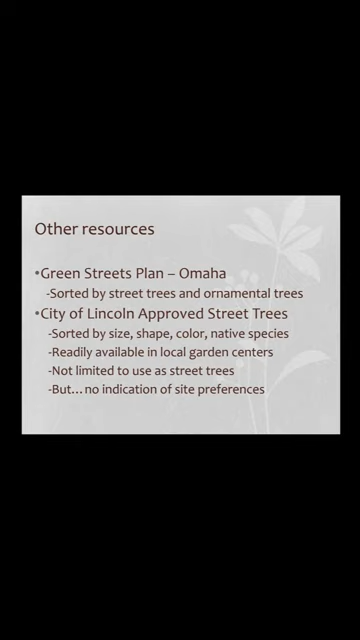 Other resources
•Green Streets Plan – Omaha
-Sorted by street trees and ornamental trees
•City of Lincoln Approved Street Trees
-Sorted by size, shape, color, native species
-Readily available in local garden centers
-Not limited to use as street trees
-But...no indication of site preferences